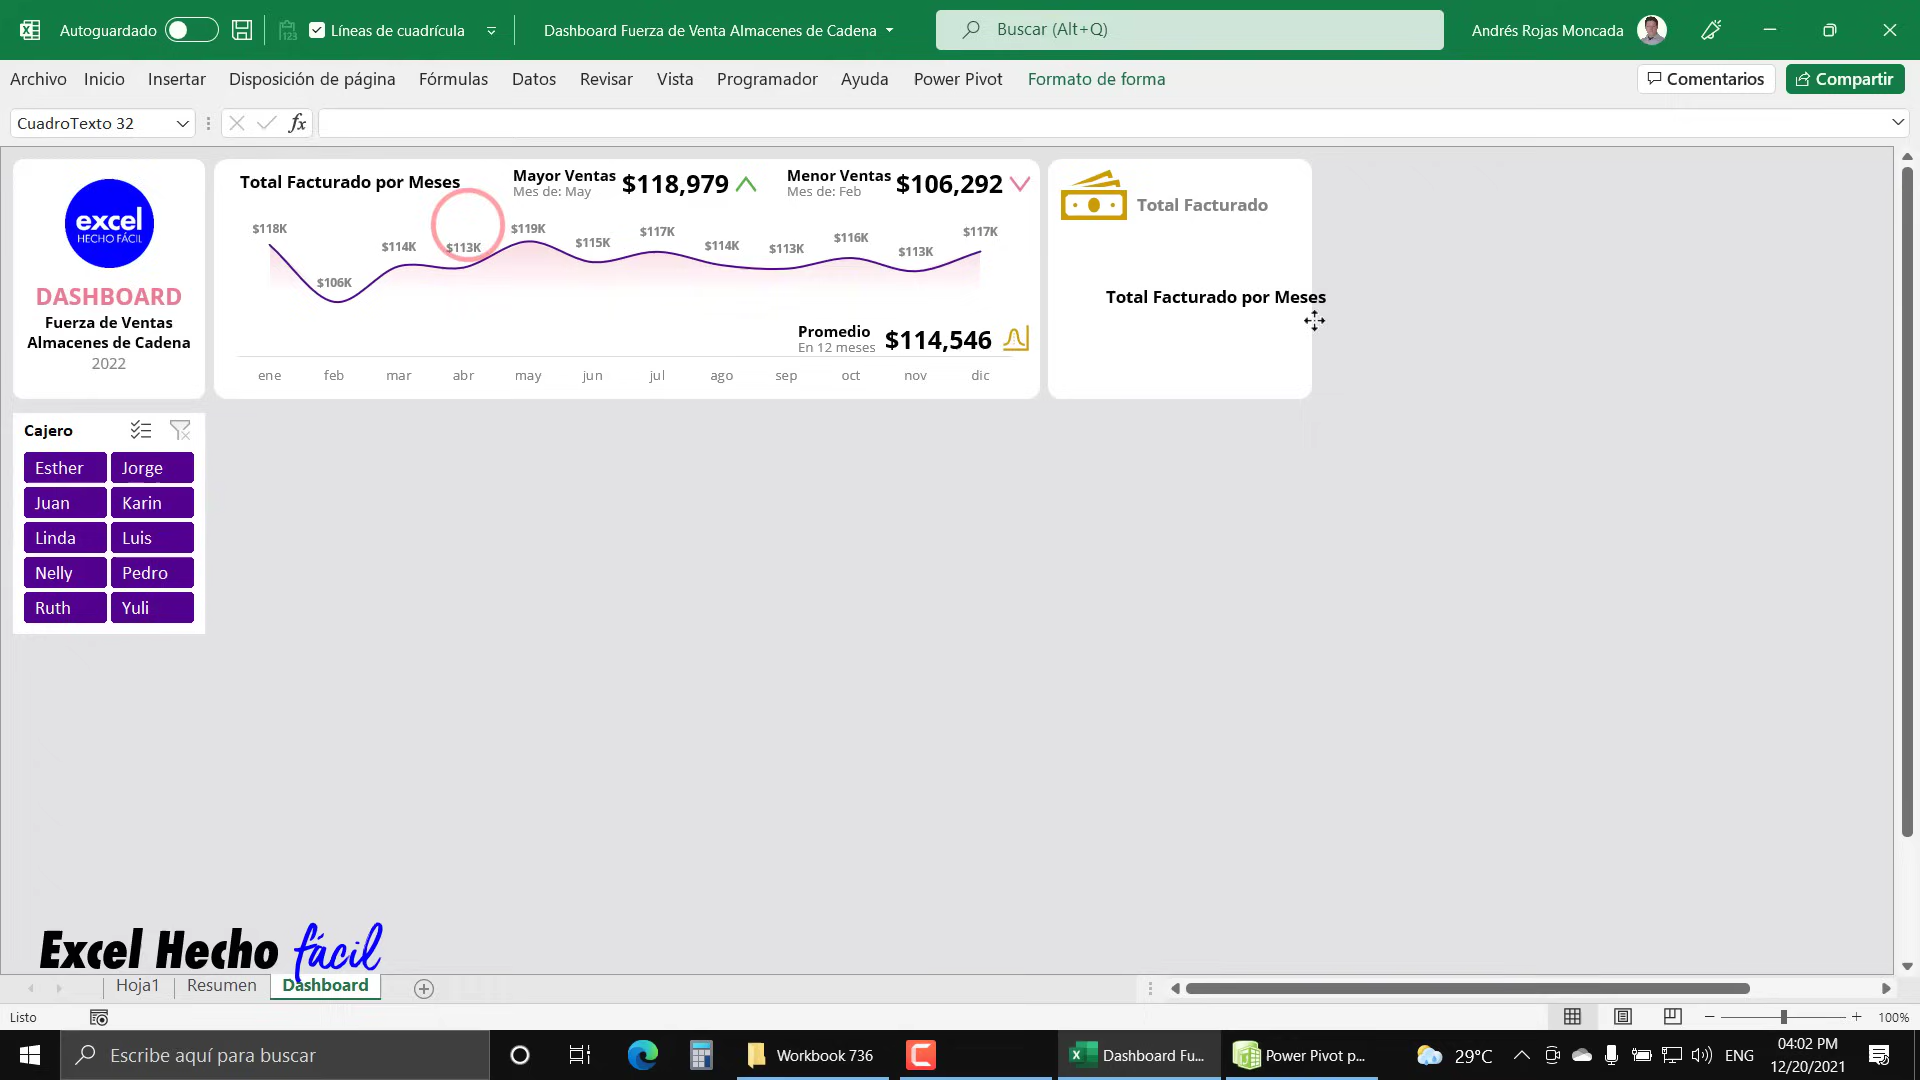 Autoguardado
123
Líneas de cuadrícula
Dashboard Fuerza de Venta Almacenes de Cadena
Buscar (Alt+Q)
Andrés Rojas Moncada
Archivo Inicio Insertar Disposición de página Fórmulas Datos Revisar Vista Programador Ayuda Power Pivot Formato de forma
Comentarios
Compartir
CuadroTexto 32
fx
excel
HECHO FÁCIL
DASHBOARD
Fuerza de Ventas
Almacenes de Cadena
2022
Total Facturado por Meses
Mayor Ventas
Mes de: May
$118,979
Menor Ventas
Mes de: Feb
$106,292
$118K $106K $114K $113K $119K $115K $117K $114K $113K $116K $113K $117K
Promedio
En 12 meses
$114,546
ene feb mar abr may jun jul ago sep oct nov dic
Total Facturado
Total Facturado por Meses
Cajero
Esther Jorge
Juan Karin
Linda Luis
Nelly Pedro
Ruth Yuli
Excel Hecho fácil
Hoja1 Resumen Dashboard
Listo
100%
Escribe aquí para buscar
Workbook 736
Dashboard Fu...
Power Pivot p...
29°C
ENG
04:02 PM
12/20/2021